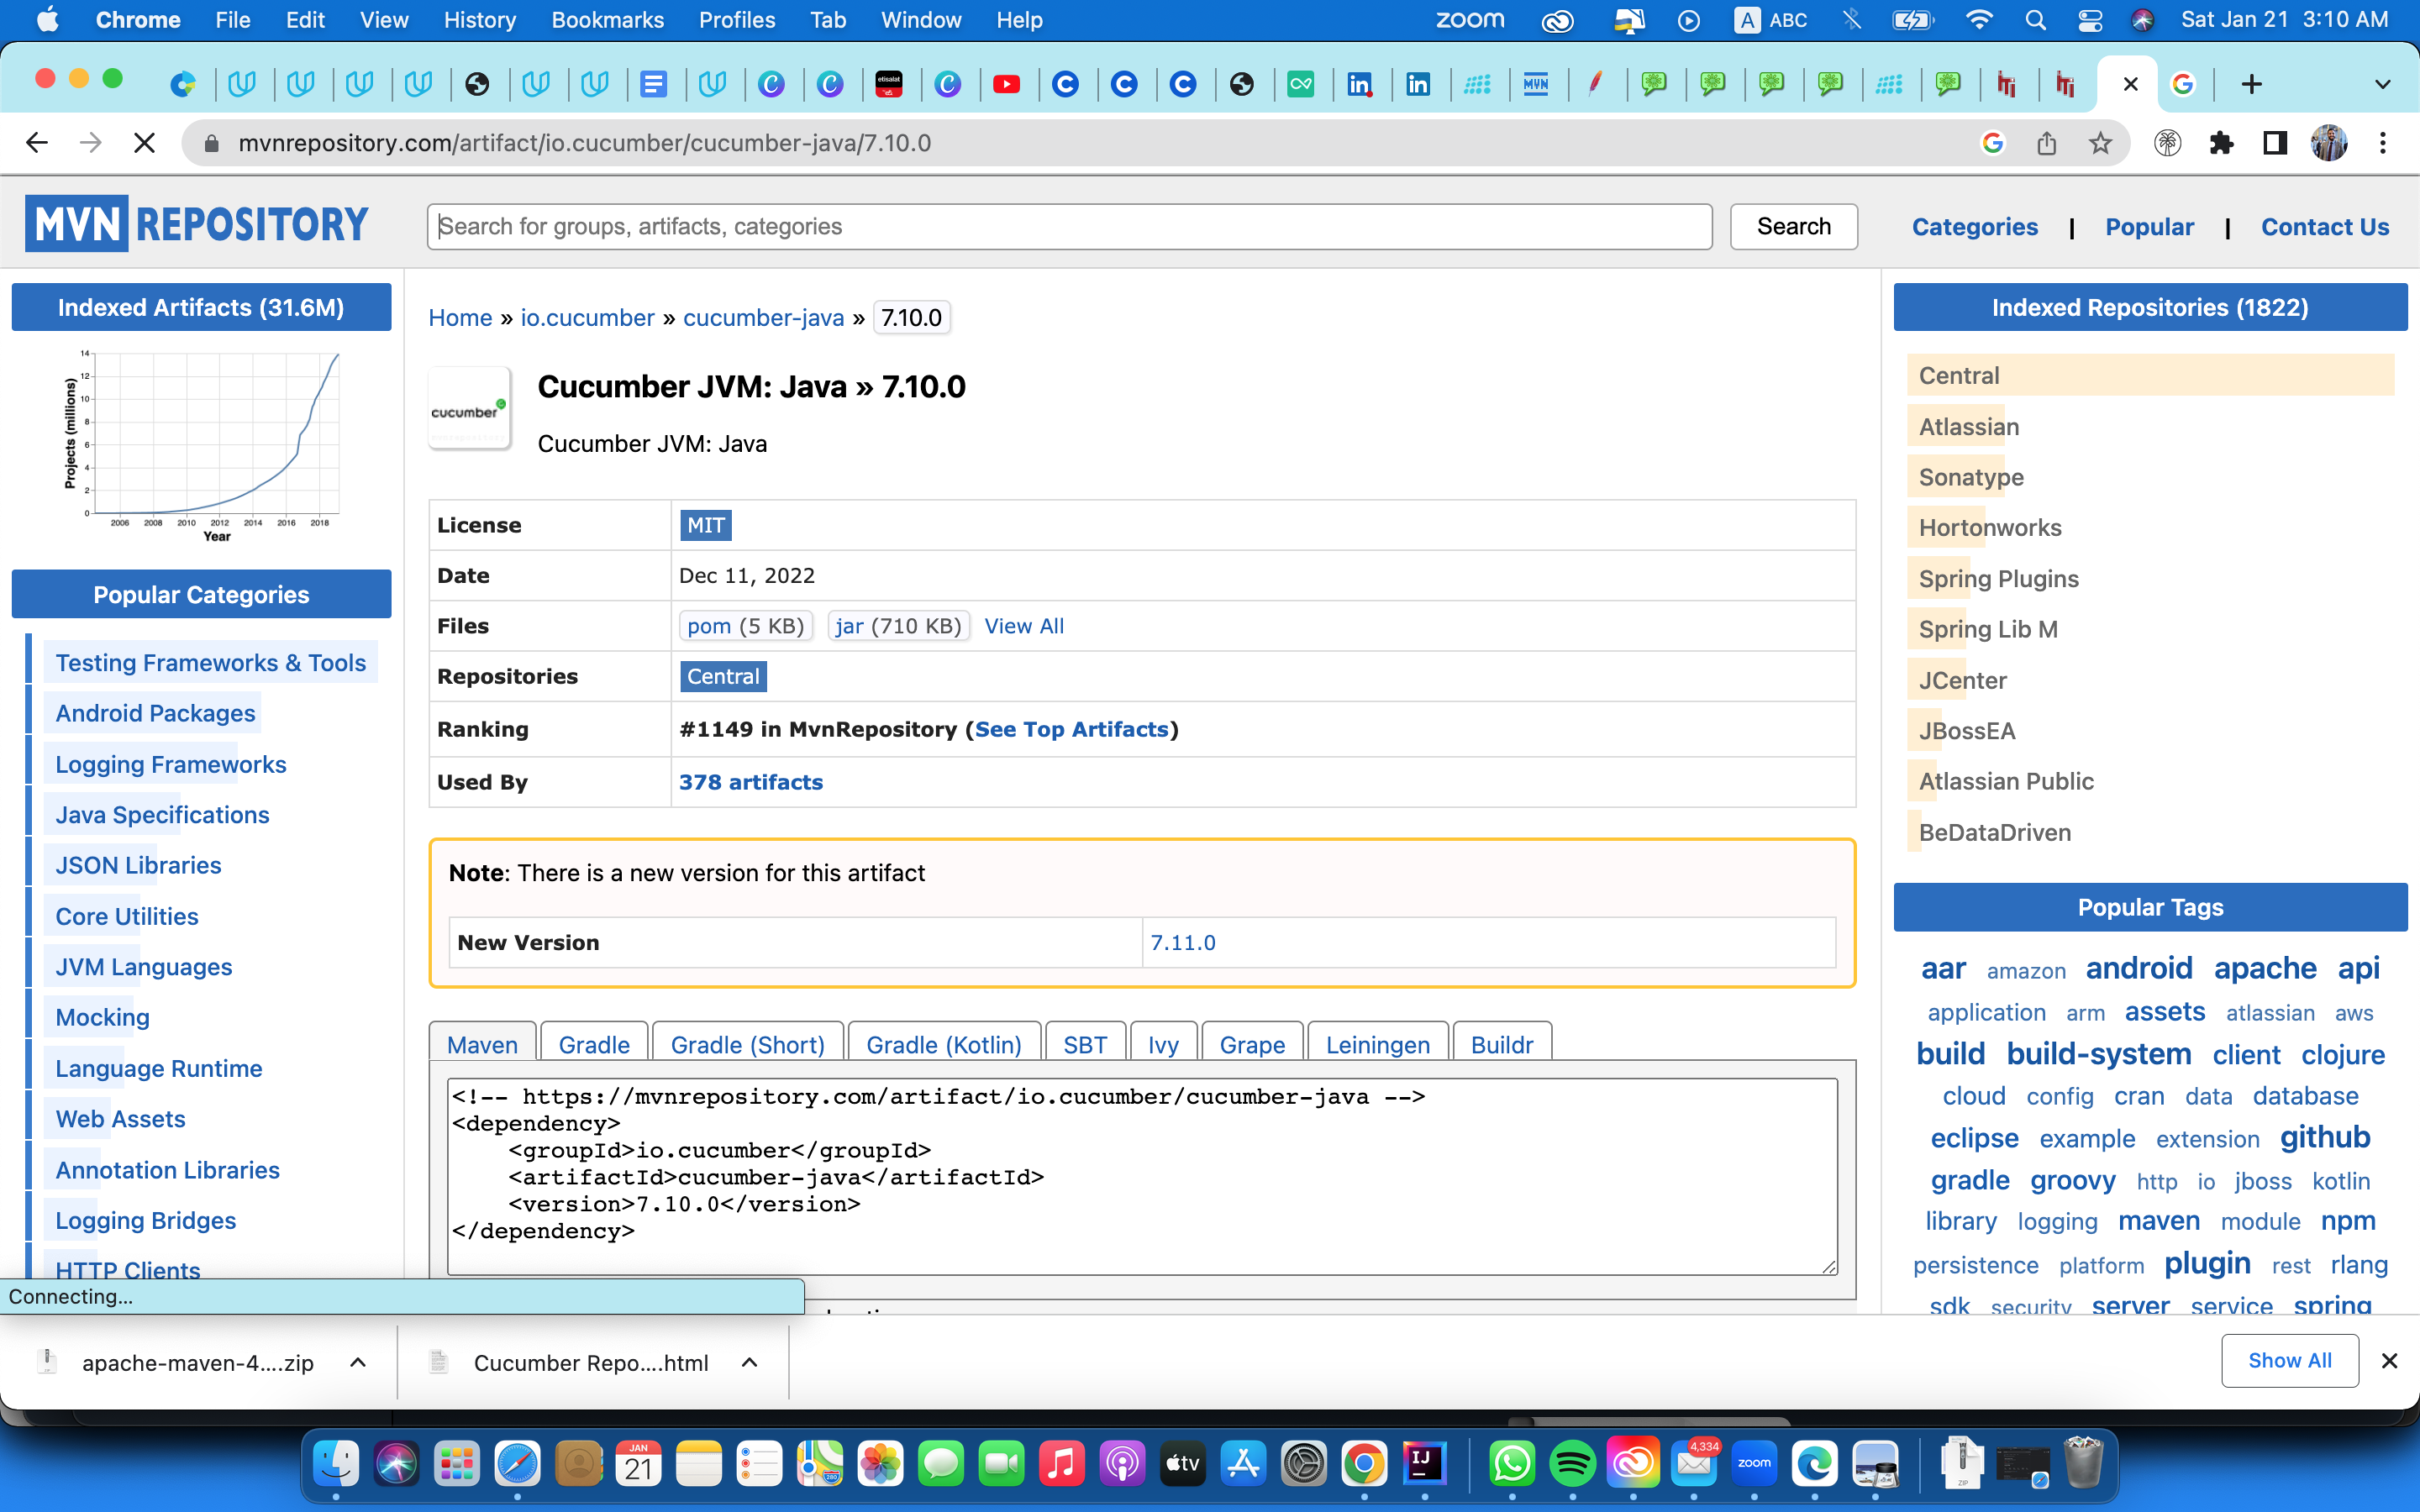 Chrome File Edit View History Bookmarks Profiles Tab Window Help
zoom A ABC Sat Jan 21 3:10 AM
mvnrepository.com/artifact/io.cucumber/cucumber-java/7.10.0
MVN REPOSITORY
Search for groups, artifacts, categories
Search
Categories | Popular | Contact Us
Indexed Artifacts (31.6M)
Projects (millions)
14
12
10
8
6
4
2
0
2006 2008 2010 2012 2014 2016 2018
Year
Popular Categories
Testing Frameworks & Tools
Android Packages
Logging Frameworks
Java Specifications
JSON Libraries
Core Utilities
JVM Languages
Mocking
Language Runtime
Web Assets
Annotation Libraries
Logging Bridges
HTTP Clients
Home » io.cucumber » cucumber-java » 7.10.0
cucumber
Cucumber JVM: Java » 7.10.0
Cucumber JVM: Java
License MIT
Date Dec 11, 2022
Files pom (5 KB) jar (710 KB) View All
Repositories Central
Ranking #1149 in MvnRepository (See Top Artifacts)
Used By 378 artifacts
Note: There is a new version for this artifact
New Version 7.11.0
Maven Gradle Gradle (Short) Gradle (Kotlin) SBT Ivy Grape Leiningen Buildr
<!-- https://mvnrepository.com/artifact/io.cucumber/cucumber-java -->
<dependency>
<groupId>io.cucumber</groupId>
<artifactId>cucumber-java</artifactId>
<version>7.10.0</version>
</dependency>
Indexed Repositories (1822)
Central
Atlassian
Sonatype
Hortonworks
Spring Plugins
Spring Lib M
JCenter
JBossEA
Atlassian Public
BeDataDriven
Popular Tags
aar amazon android apache api
application arm assets atlassian aws
build build-system client clojure
cloud config cran data database
eclipse example extension github
gradle groovy http io jboss kotlin
library logging maven module npm
persistence platform plugin rest rlang
sdk security server service spring
Connecting...
apache-maven-4....zip
Cucumber Repo....html
Show All
JAN
21
280
tv
IJ
4,334
zoom
ZIP